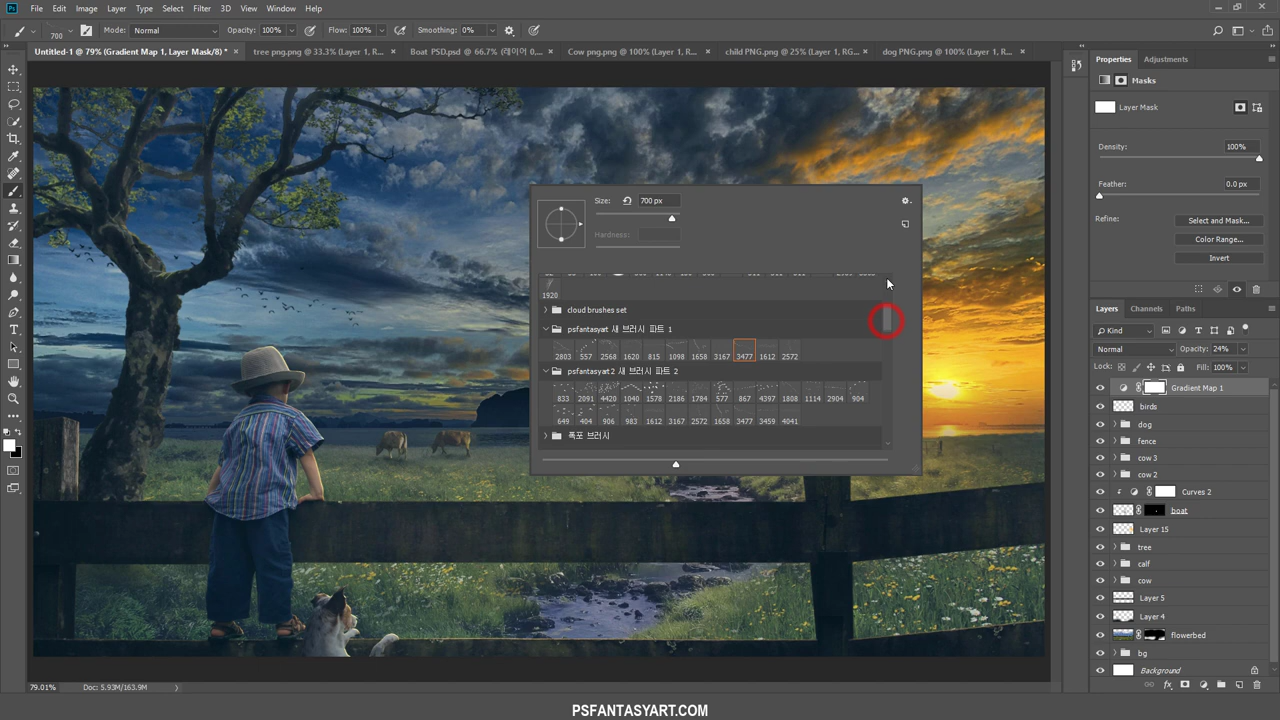 File Edit Image Layer Type Select Filter 3D View Window Help
700 Mode: Normal Opacity: 100% Flow: 100% Smoothing: 0%
Untitled-1 @ 79% (Gradient Map 1, Layer Mask/8) * × tree png.png @ 33.3% (Layer 1, R... × Boat PSD.psd @ 66.7% (레이어 0,... × Cow png.png @ 100% (Layer 1, R... × child PNG.png @ 25% (Layer 1, RG... × dog PNG.png @ 100% (Layer 1, R... ×
Properties Adjustments
Masks
Layer Mask
Density: 100%
Feather: 0.0 px
Refine: Select and Mask...
Color Range...
Invert
Size: 700 px
Hardness:
1920
cloud brushes set
psfantasyat 새 브러시 파트 1
2803 557 2568 1620 815 1098 1658 3167 3477 1612 2572
psfantasyat 2 새 브러시 파트 2
833 2091 4420 1040 1578 2186 1784 577 867 4397 1808 1114 2904 904
649 404 906 983 1612 3167 2572 1658 3477 3459 4041
폭포 브러시
Layers Channels Paths
Kind
Normal Opacity: 24%
Lock: Fill: 100%
Gradient Map 1
birds
dog
fence
cow 3
cow 2
Curves 2
boat
Layer 15
tree
calf
cow
Layer 5
Layer 4
flowerbed
bg
Background
79.01% Doc: 5.93M/163.9M
PSFANTASYART.COM